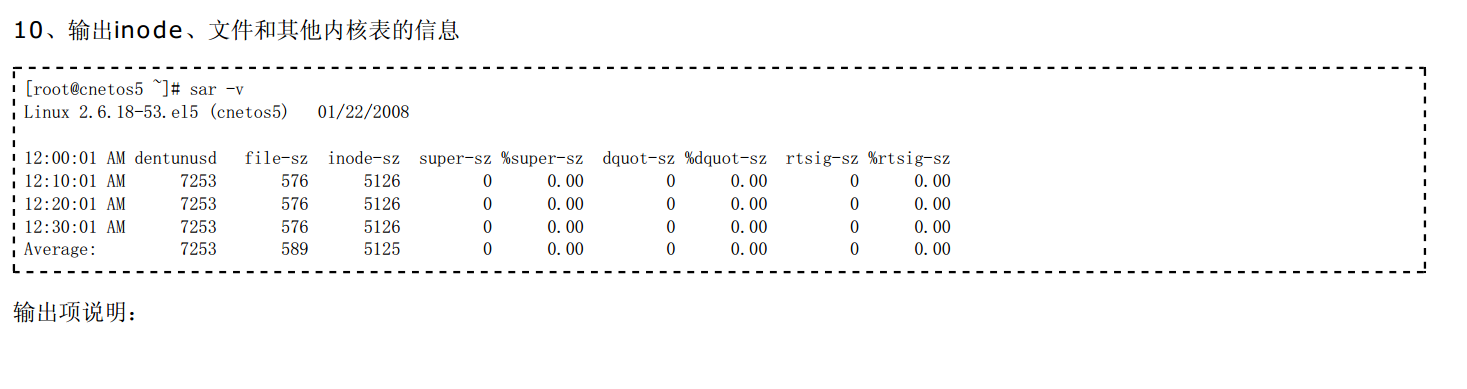 10、输出inode、文件和其他内核表的信息
[root@cnetos5 ~]# sar -v
Linux 2.6.18-53.el5 (cnetos5)   01/22/2008
12:00:01 AM dentunusd   file-sz  inode-sz  super-sz %super-sz  dquot-sz %dquot-sz  rtsig-sz %rtsig-sz
12:10:01 AM      7253       576      5126         0      0.00         0      0.00         0      0.00
12:20:01 AM      7253       576      5126         0      0.00         0      0.00         0      0.00
12:30:01 AM      7253       576      5126         0      0.00         0      0.00         0      0.00
Average:         7253       589      5125         0      0.00         0      0.00         0      0.00
输出项说明：